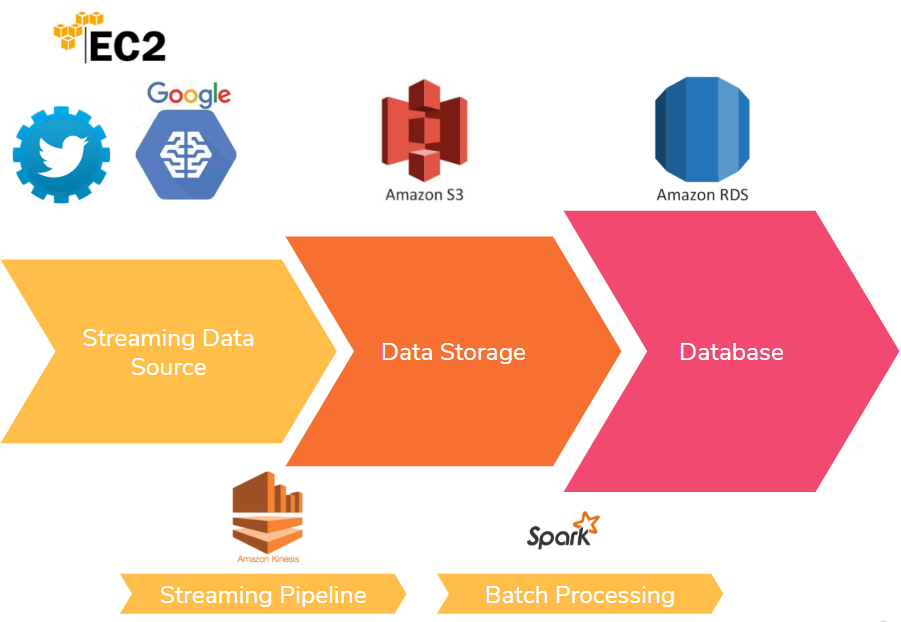 EC2
Google
Amazon S3
Amazon RDS
Streaming Data
Source
Data Storage
Database
Amazon Kinesis
Spark
Streaming Pipeline
Batch Processing